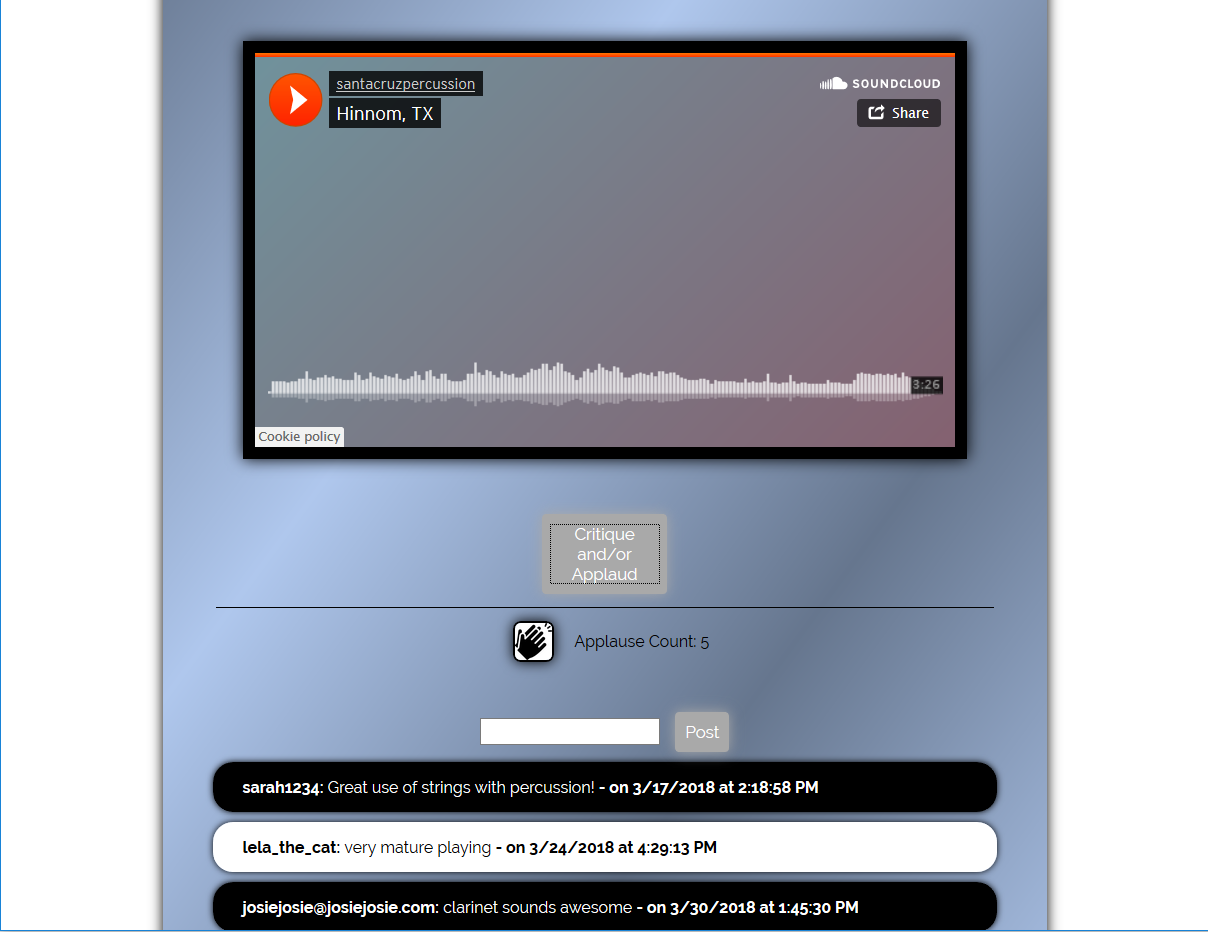 santacruzpercussion
Hinnom, TX
SOUNDCLOUD
Share
3:26
Cookie policy
Critique
and/or
Applaud
Applause Count: 5
Post
sarah1234: Great use of strings with percussion! - on 3/17/2018 at 2:18:58 PM
lela_the_cat: very mature playing - on 3/24/2018 at 4:29:13 PM
josiejosie@josiejosie.com: clarinet sounds awesome - on 3/30/2018 at 1:45:30 PM